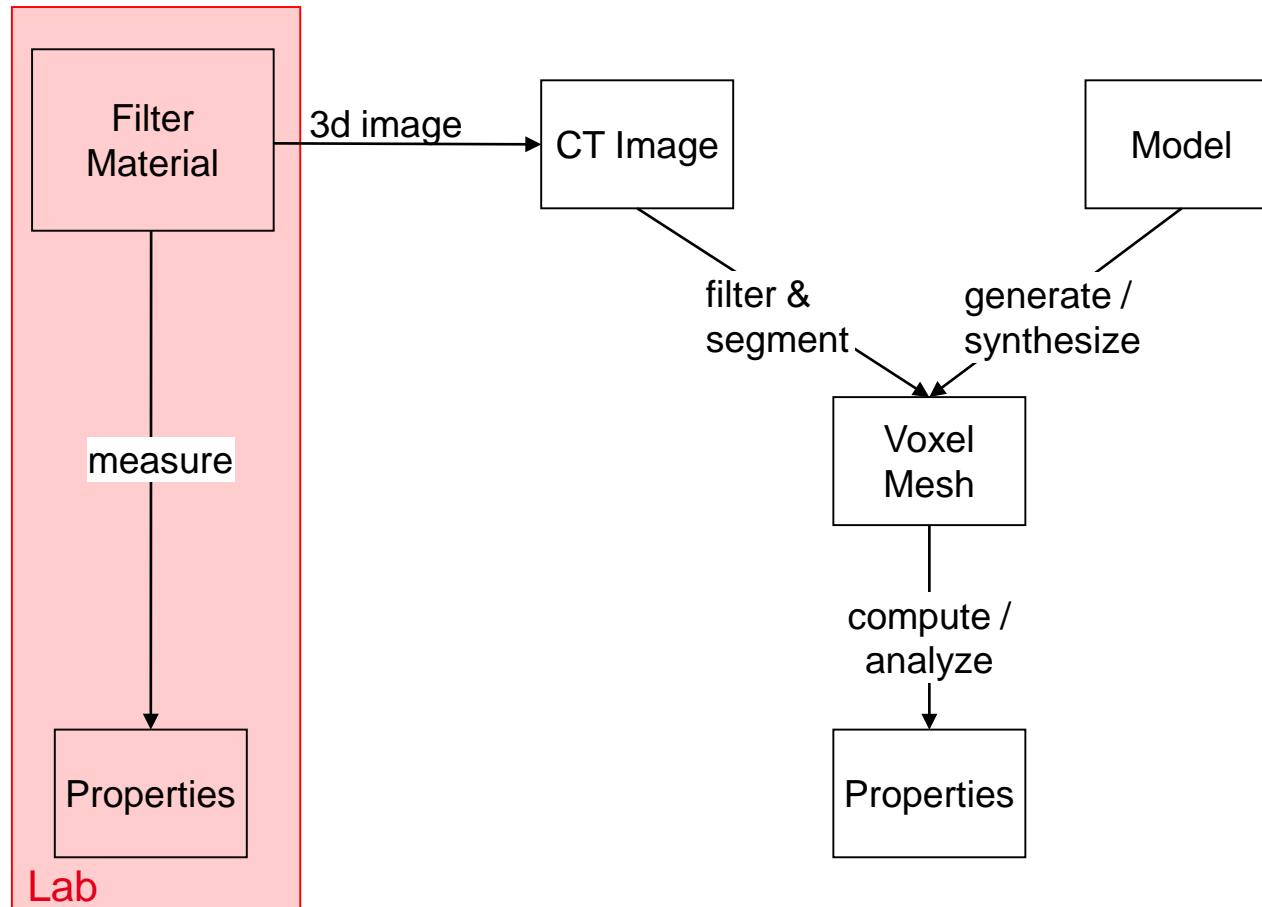 Filter
Material
3d image
CT Image
Model
filter &
segment
generate /
synthesize
measure
Voxel
Mesh
compute /
analyze
Properties
Properties
Lab